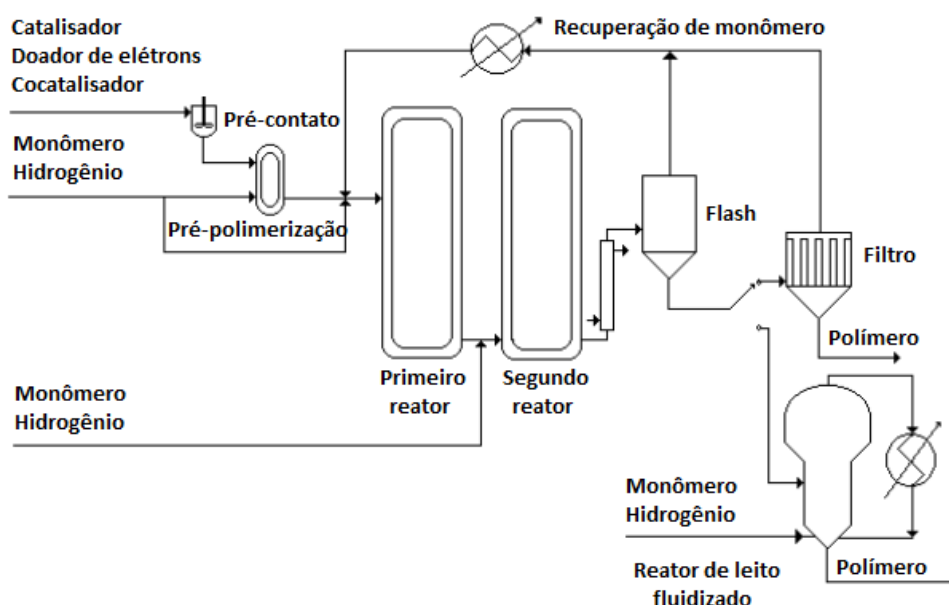 Catalisador
Doador de elétrons
Cocatalisador
Recuperação de monômero
Pré-contato
Monômero
Hidrogênio
Pré-polimerização
Flash
Filtro
Polímero
Primeiro
reator
Segundo
reator
Monômero
Hidrogênio
Monômero
Hidrogênio
Reator de leito
fluidizado
Polímero